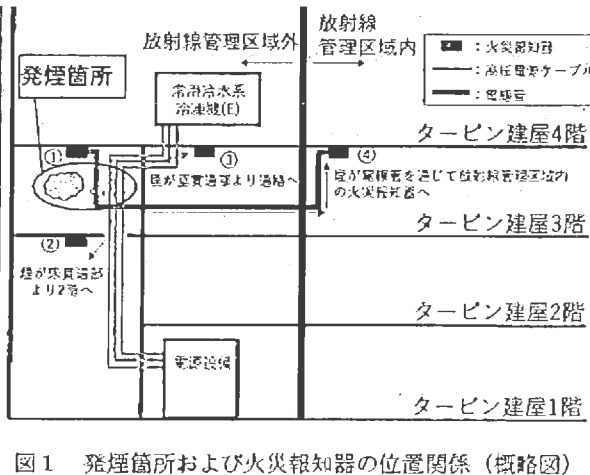 放射線管理区域外
放射線
管理区域内
：火災報知器
：高圧電源ケーブル
：電線管
発煙箇所
常用冷水系
冷凍機(E)
タービン建屋4階
①
③
④
煙が壁貫通部より通路へ
煙が電線管を通じて放射線管理区域内
の火災報知器へ
タービン建屋3階
②
煙が床貫通部
より2階へ
タービン建屋2階
電源設備
タービン建屋1階
図1 発煙箇所および火災報知器の位置関係（概略図）